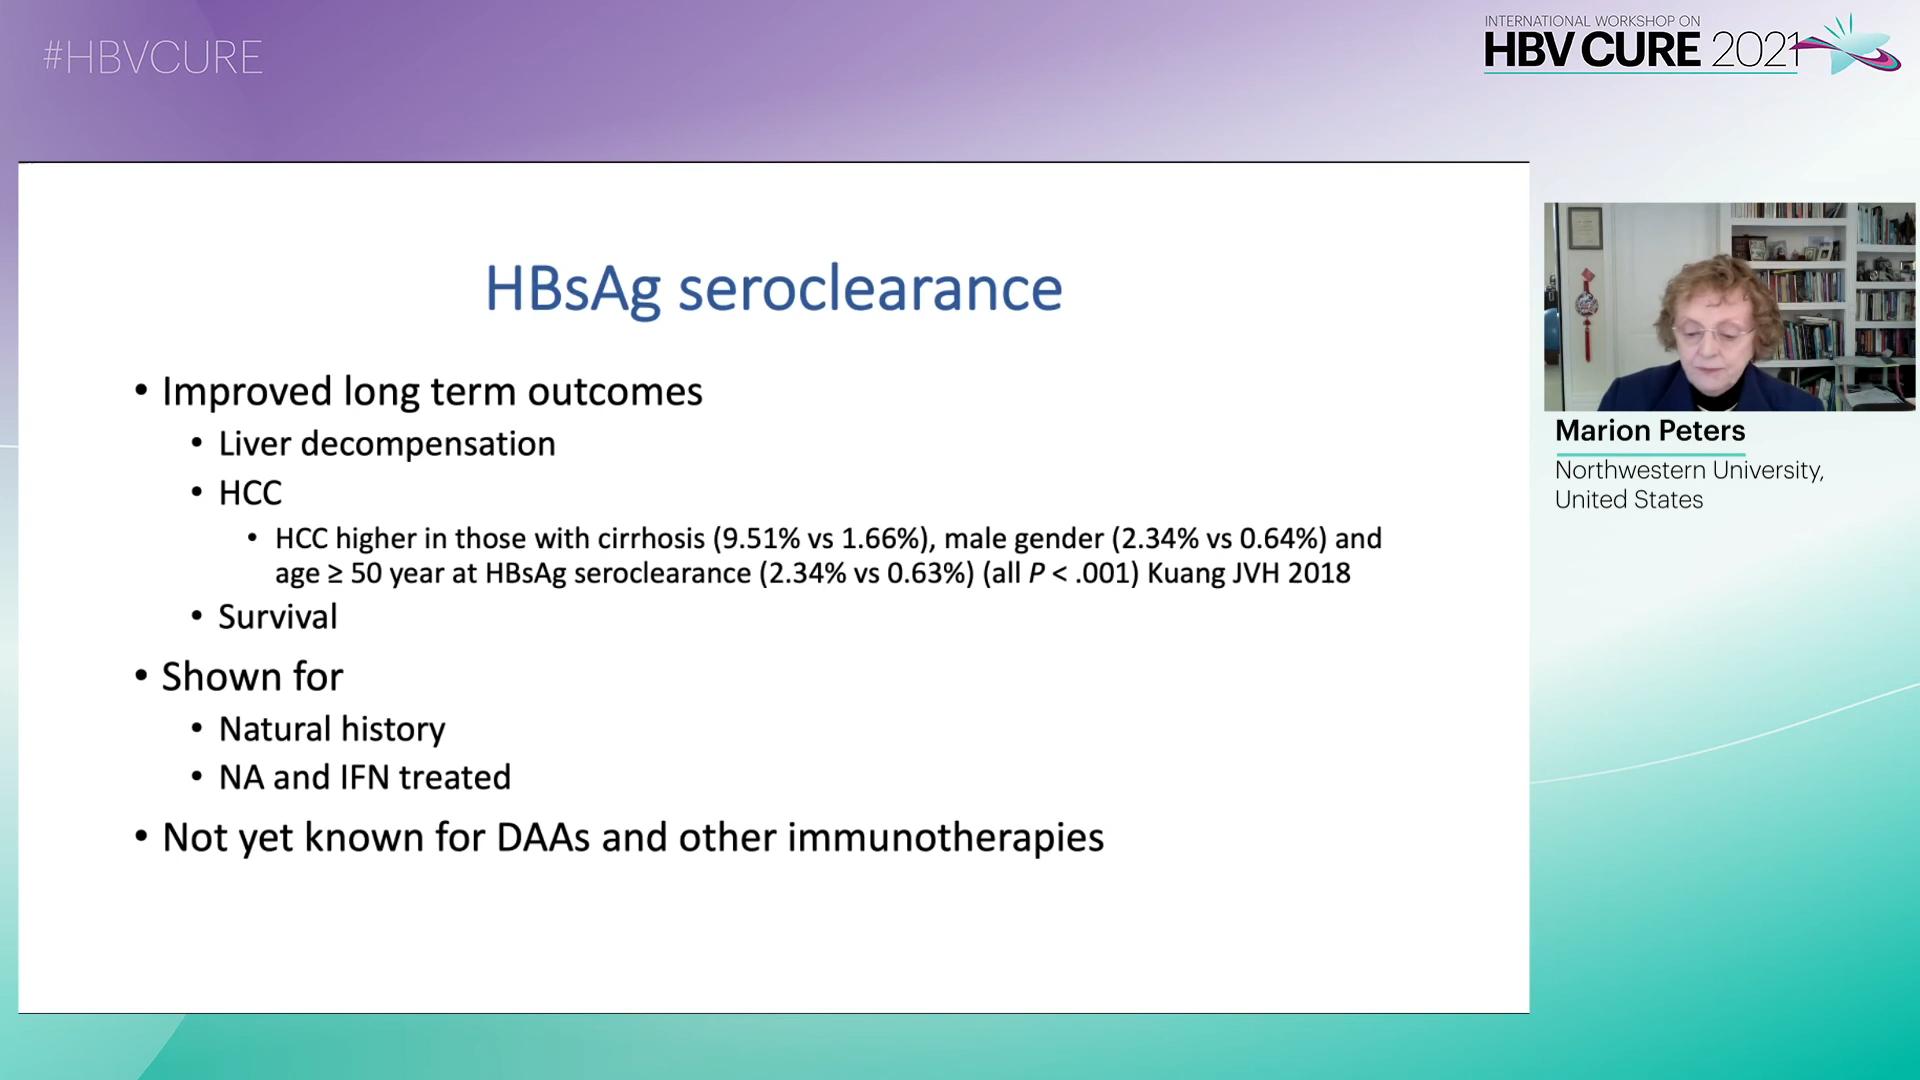 #HBVCURE
INTERNATIONAL WORKSHOP ON
HBV CURE 2021
HBsAg seroclearance
• Improved long term outcomes
• Liver decompensation
• HCC
• HCC higher in those with cirrhosis (9.51% vs 1.66%), male gender (2.34% vs 0.64%) and
age ≥ 50 year at HBsAg seroclearance (2.34% vs 0.63%) (all P < .001) Kuang JVH 2018
• Survival
• Shown for
• Natural history
• NA and IFN treated
• Not yet known for DAAs and other immunotherapies
Marion Peters
Northwestern University,
United States